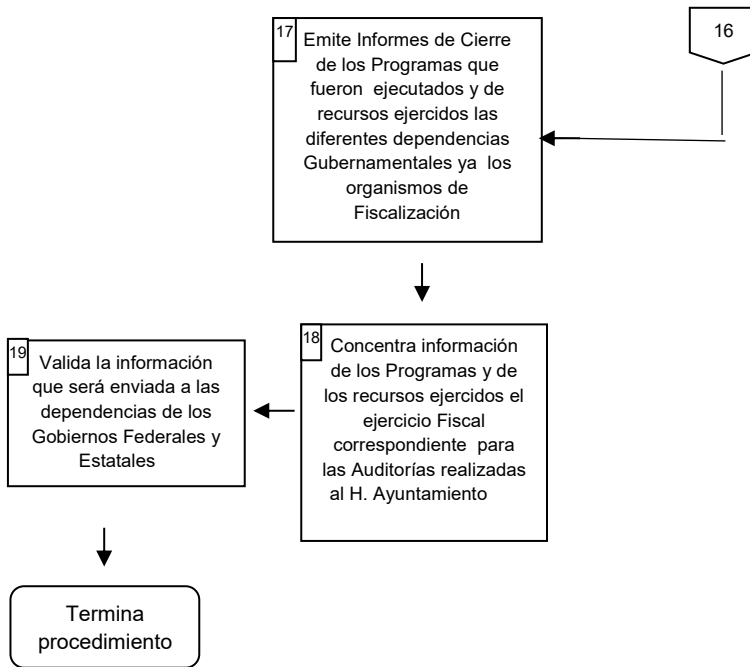 16
17
Emite Informes de Cierre
de los Programas que
fueron ejecutados y de
recursos ejercidos las
diferentes dependencias
Gubernamentales ya los
organismos de
Fiscalización
18
Concentra información
de los Programas y de
los recursos ejercidos el
ejercicio Fiscal
correspondiente para
las Auditorías realizadas
al H. Ayuntamiento
19
Valida la información
que será enviada a las
dependencias de los
Gobiernos Federales y
Estatales
Termina
procedimiento